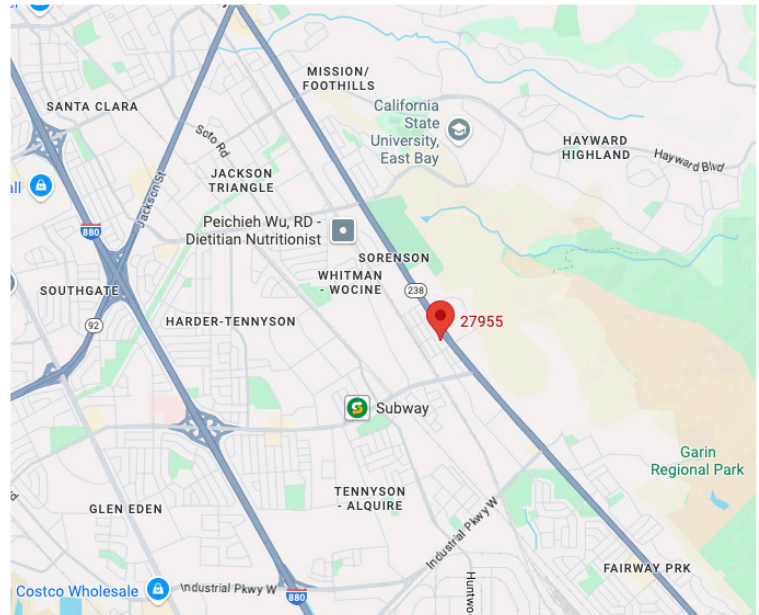 MISSION/
FOOTHILLS
SANTA CLARA
California
State
University,
East Bay
Soto Rd
HAYWARD
HIGHLAND
Hayward Blvd
JACKSON
TRIANGLE
all
Jackson St
Peichieh Wu, RD -
Dietitian Nutritionist
880
SORENSON
WHITMAN
- WOCINE
238
SOUTHGATE
92
HARDER-TENNYSON
27955
Subway
Garin
Regional Park
TENNYSON
- ALQUIRE
GLEN EDEN
Industrial Pkwy W
FAIRWAY PRK
Costco Wholesale
Industrial Pkwy W
880
Huntwo